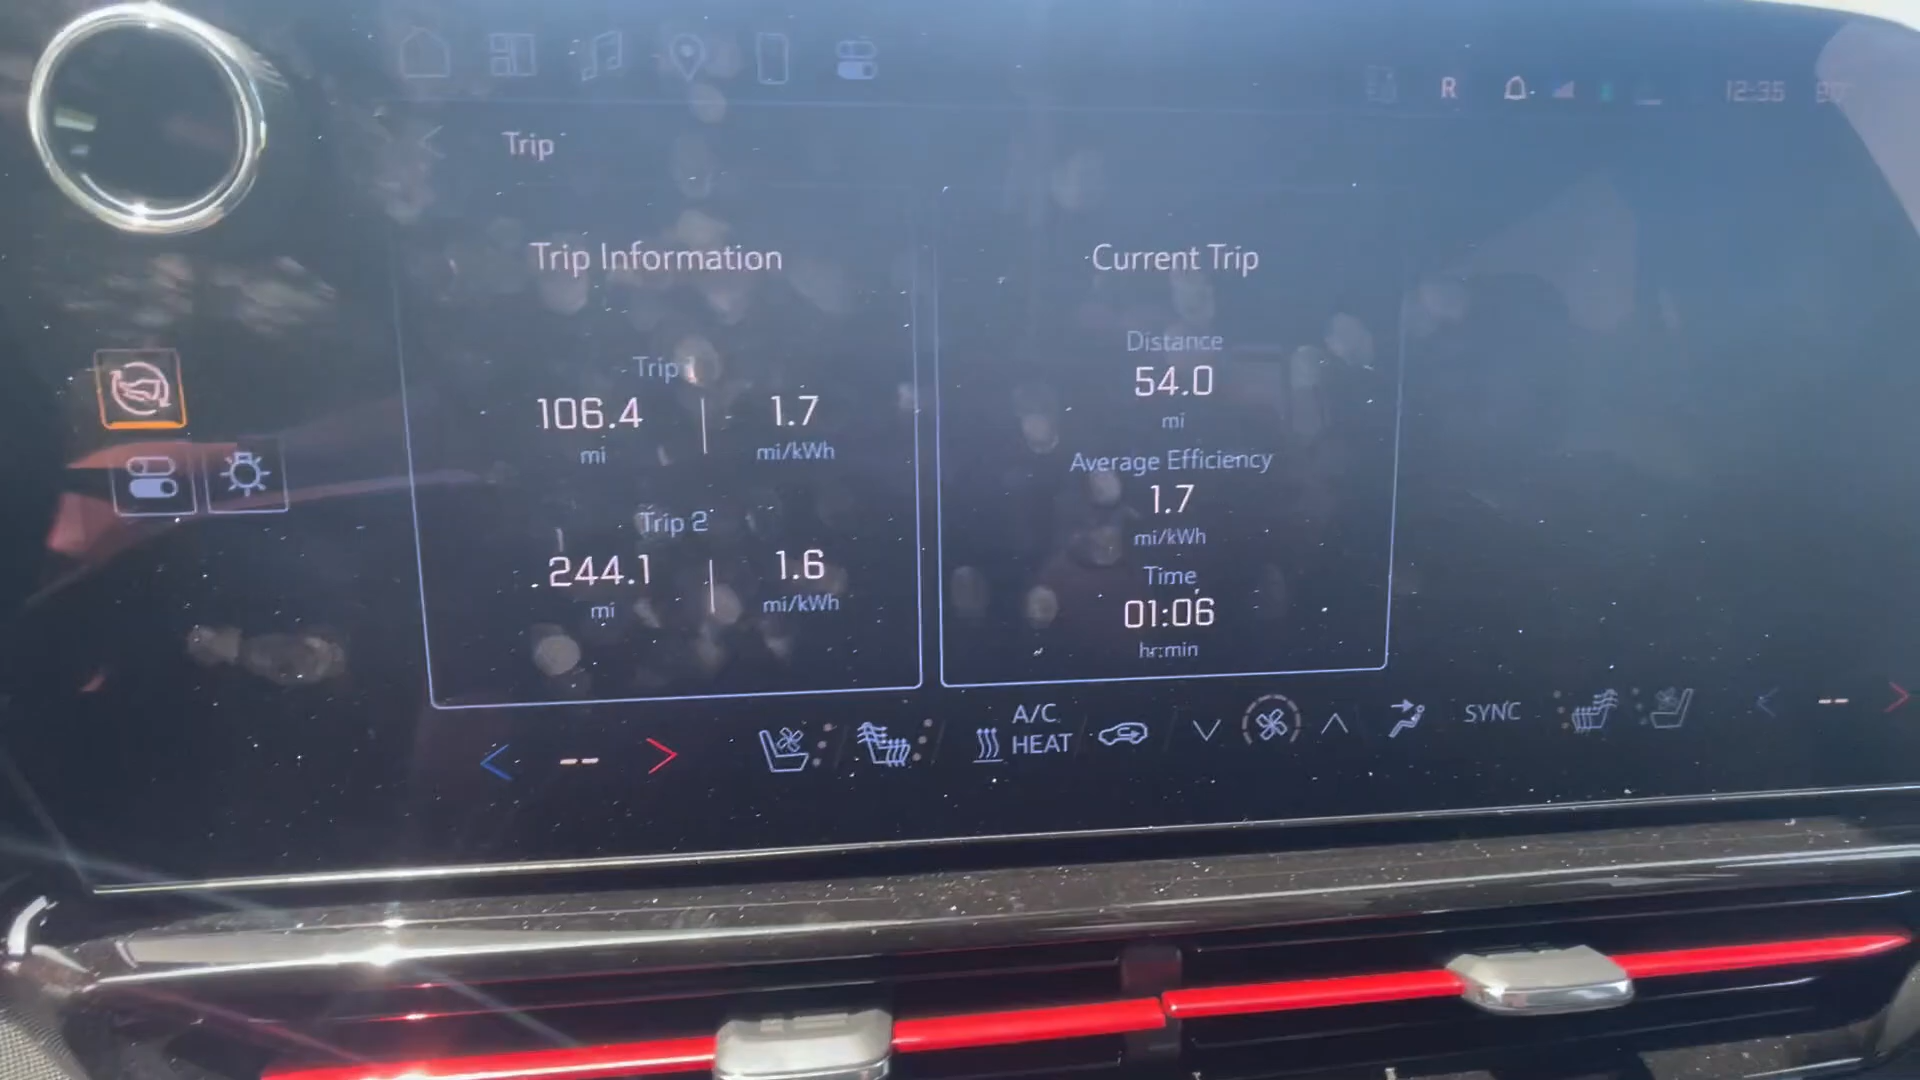 R
12:35
Trip
Trip Information
Trip 1
106.4 1.7
mi mi/kWh
Trip 2
244.1 1.6
mi mi/kWh
Current Trip
Distance
54.0
mi
Average Efficiency
1.7
mi/kWh
Time
01:06
hr:min
-- A/C HEAT SYNC --